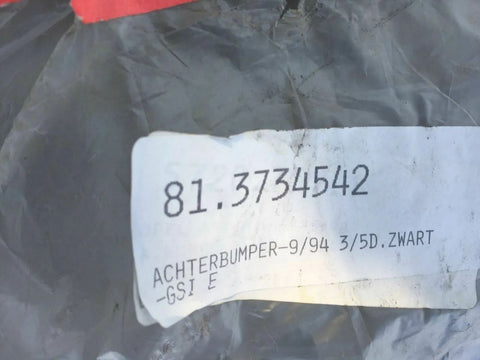 81.3734542
ACHTERBUMPER-9/94 3/5D.ZWART
-GSI E